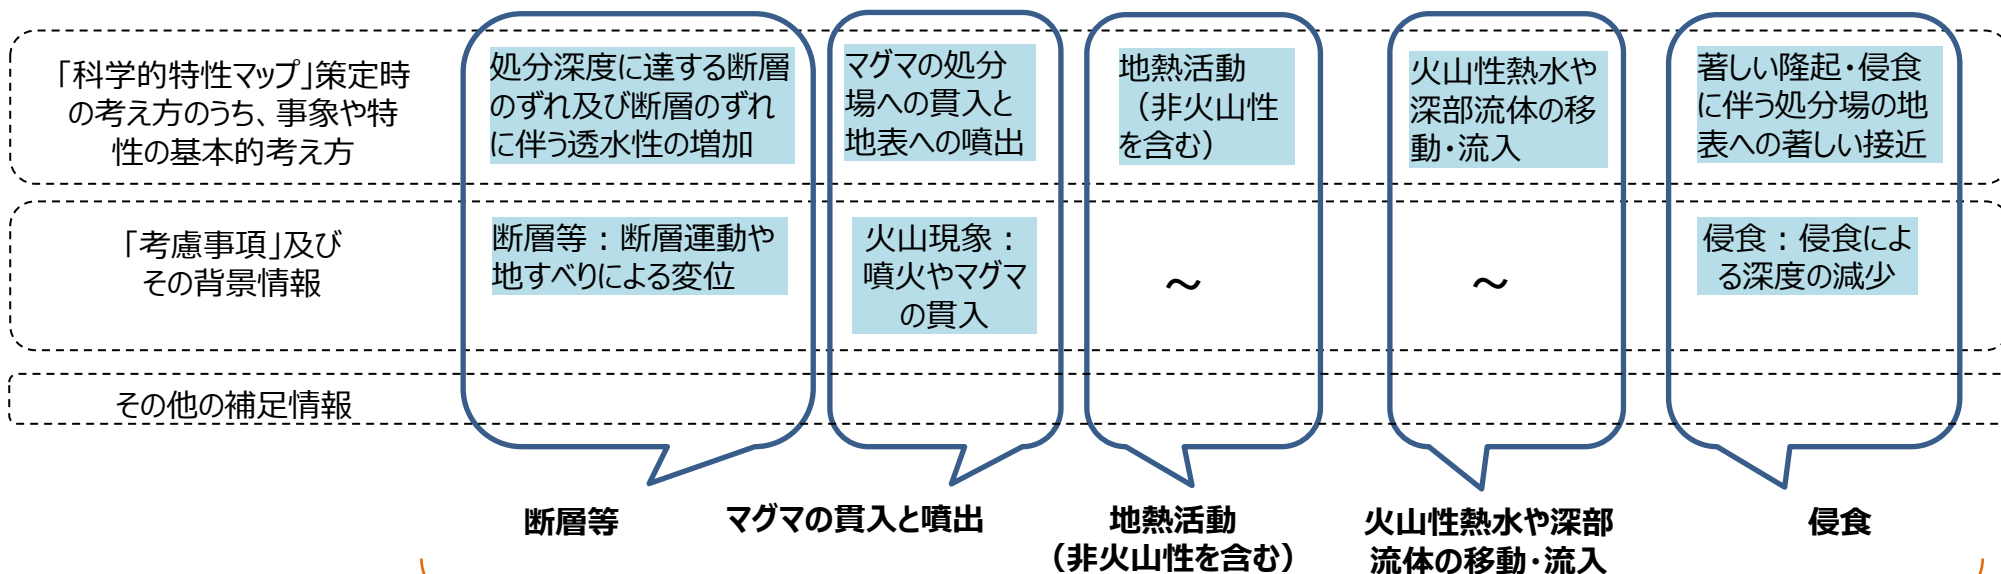 「科学的特性マップ」策定時
の考え方のうち、事象や特
性の基本的考え方
処分深度に達する断層
のずれ及び断層のずれ
に伴う透水性の増加
マグマの処分
場への貫入と
地表への噴出
地熱活動
（非火山性
を含む）
火山性熱水や
深部流体の移
動・流入
著しい隆起・侵食
に伴う処分場の地
表への著しい接近
「考慮事項」及び
その背景情報
断層等：断層運動や
地すべりによる変位
火山現象：
噴火やマグマ
の貫入
～
～
侵食：侵食によ
る深度の減少
その他の補足情報
断層等
マグマの貫入と噴出
地熱活動
（非火山性を含む）
火山性熱水や深部
流体の移動・流入
侵食